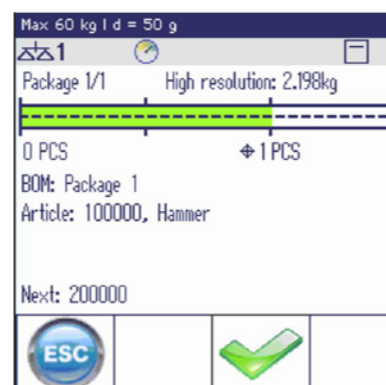 Max 60 kg | d = 50 g
1
Package 1/1 High resolution: 2.198kg
0 PCS 1 PCS
BOM: Package 1
Article: 100000, Hammer
Next: 200000
ESC